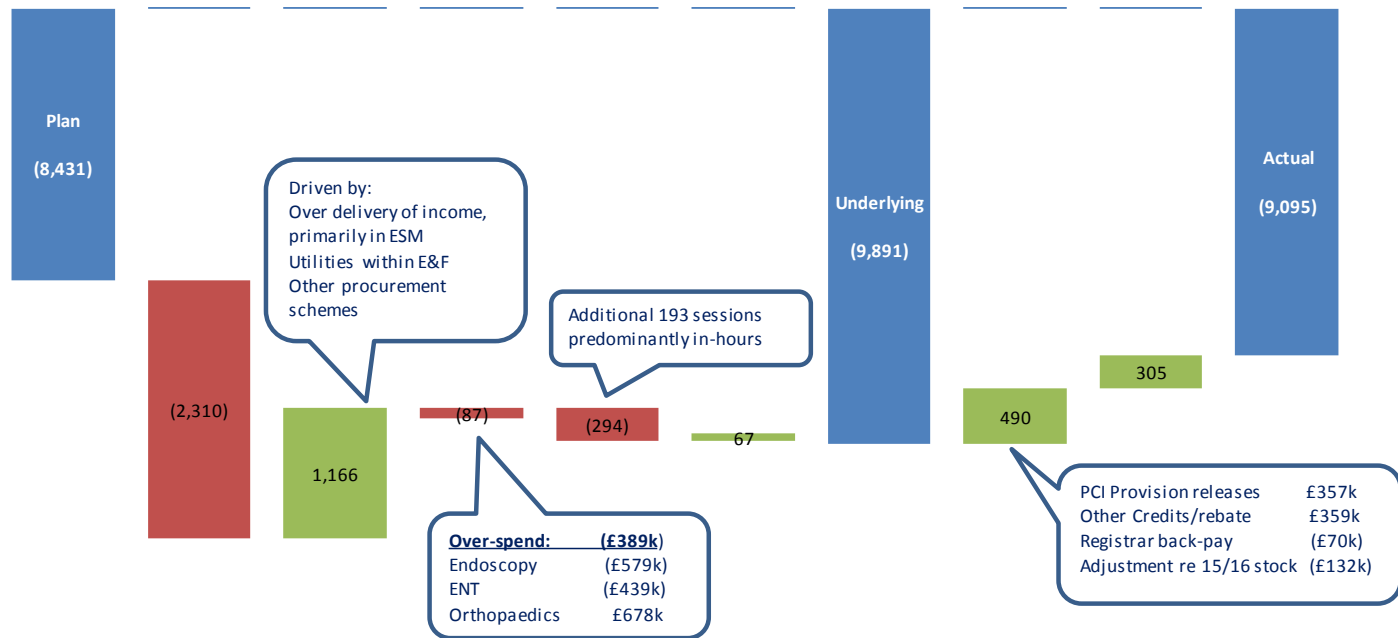 Plan
(8,431)
(2,310)
Driven by:
Over delivery of income,
primarily in ESM
Utilities within E&F
Other procurement
schemes
1,166
(87)
Over-spend: (£389k)
Endoscopy (£579k)
ENT (£439k)
Orthopaedics £678k
Additional 193 sessions
predominantly in-hours
(294)
67
Underlying
(9,891)
490
PCI Provision releases £357k
Other Credits/rebate £359k
Registrar back-pay (£70k)
Adjustment re 15/16 stock (£132k)
305
Actual
(9,095)